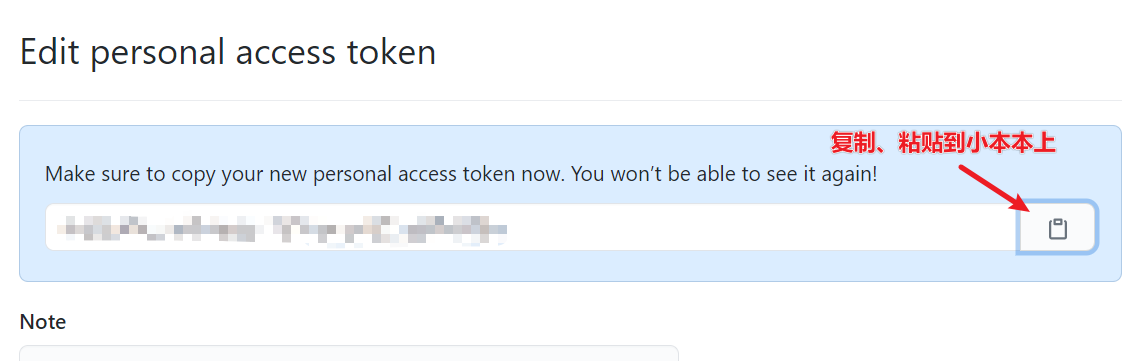 Edit personal access token
复制、粘贴到小本本上
Make sure to copy your new personal access token now. You won’t be able to see it again!
Note